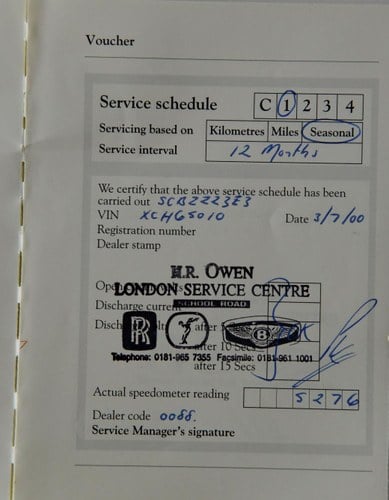 Voucher
Service schedule C 1 2 3 4
Servicing based on Kilometres Miles Seasonal
Service interval 12 Months
We certify that the above service schedule has been
carried out SCBZZZ3E3
VIN XCH65010 Date 3/7/00
Registration number
Dealer stamp
H.R. OWEN
LONDON SERVICE CENTRE
SCHOOL ROAD
Discharge current
RR B
after
Telephone: 0181-965 7355 Facsimile: 0181-961 1001
after 10 Secs
after 15 Secs
Actual speedometer reading 5 2 7 6
Dealer code 0088.
Service Manager's signature